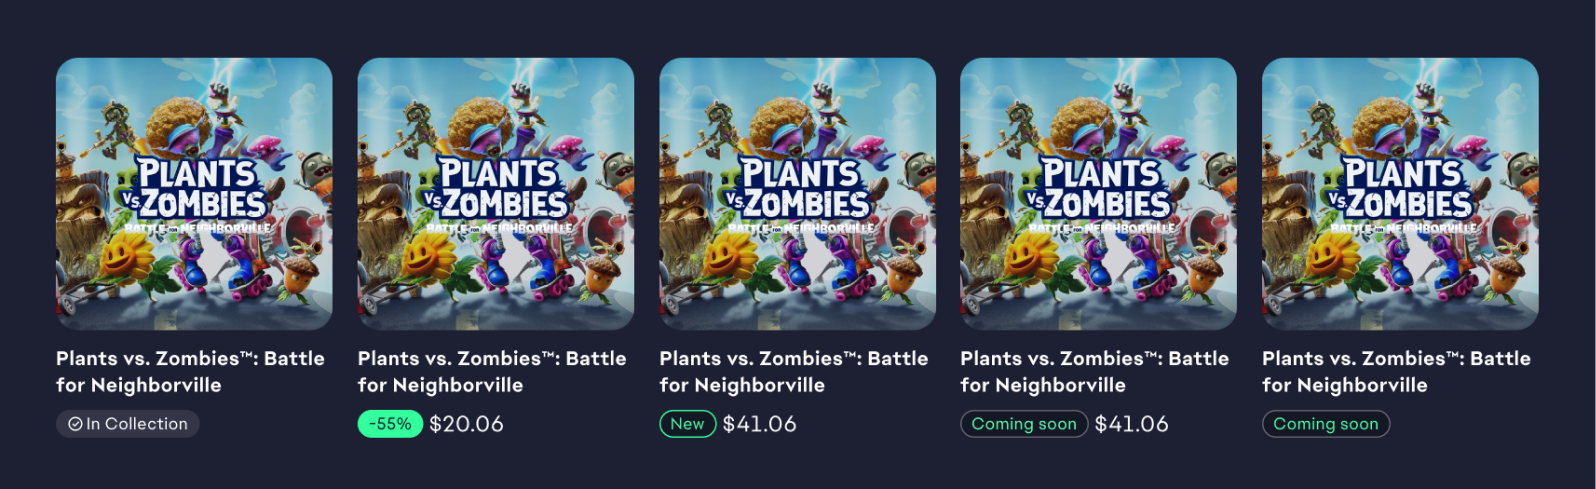 PLANTS
VS. ZOMBIES
BATTLE FOR NEIGHBORVILLE
Plants vs. Zombies™: Battle
for Neighborville
In Collection
PLANTS
VS. ZOMBIES
BATTLE FOR NEIGHBORVILLE
Plants vs. Zombies™: Battle
for Neighborville
-55% $20.06
PLANTS
VS. ZOMBIES
BATTLE FOR NEIGHBORVILLE
Plants vs. Zombies™: Battle
for Neighborville
New $41.06
PLANTS
VS. ZOMBIES
BATTLE FOR NEIGHBORVILLE
Plants vs. Zombies™: Battle
for Neighborville
Coming soon $41.06
PLANTS
VS. ZOMBIES
BATTLE FOR NEIGHBORVILLE
Plants vs. Zombies™: Battle
for Neighborville
Coming soon